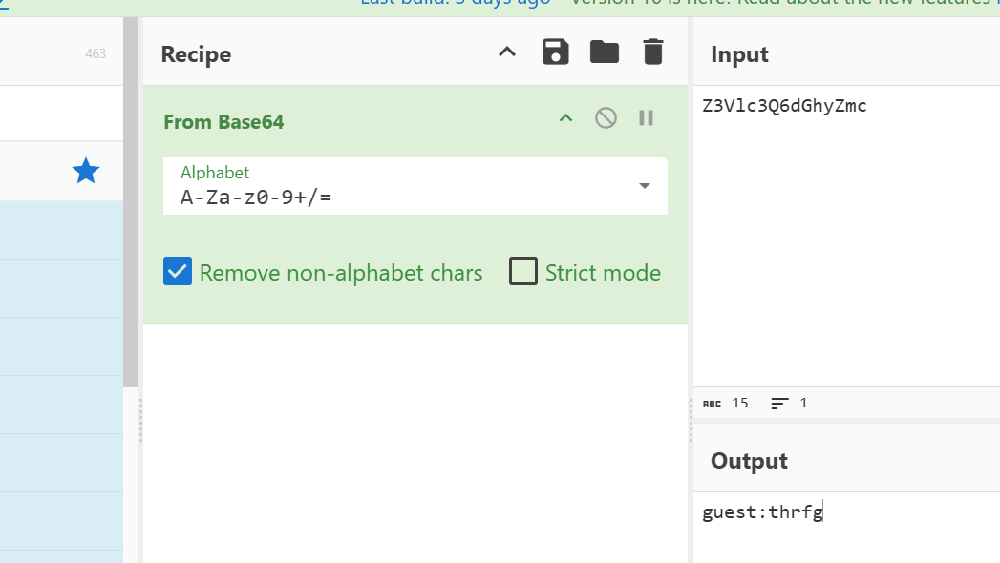 Last build: 3 days ago - Version 10 is here! Read about the new features
463
Recipe
Input
From Base64
Z3Vlc3Q6dGhyZmc
Alphabet
A-Za-z0-9+/=
Remove non-alphabet chars
Strict mode
ABC 15 1
Output
guest:thrfg